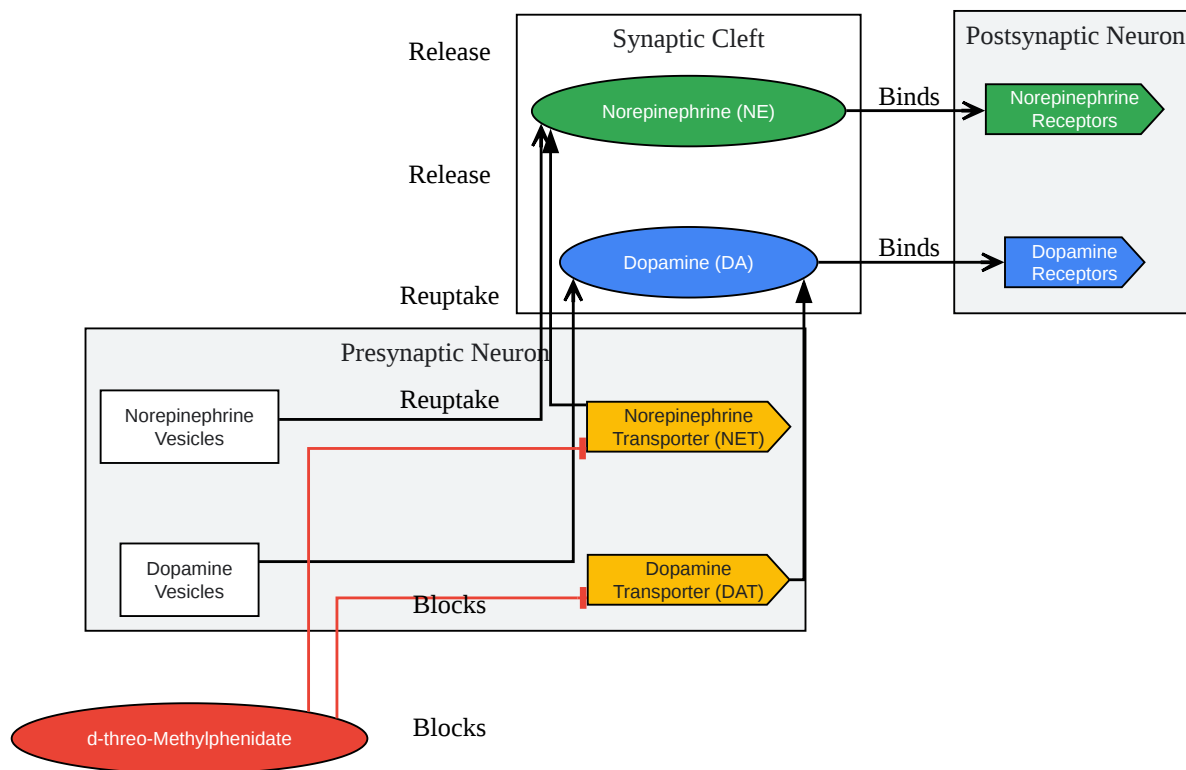 Release
Synaptic Cleft
Postsynaptic Neuron
Norepinephrine (NE)
Binds
Norepinephrine
Receptors
Release
Dopamine (DA)
Binds
Dopamine
Receptors
Reuptake
Presynaptic Neuron
Norepinephrine
Vesicles
Reuptake
Norepinephrine
Transporter (NET)
Dopamine
Vesicles
Dopamine
Transporter (DAT)
Blocks
d-threo-Methylphenidate
Blocks